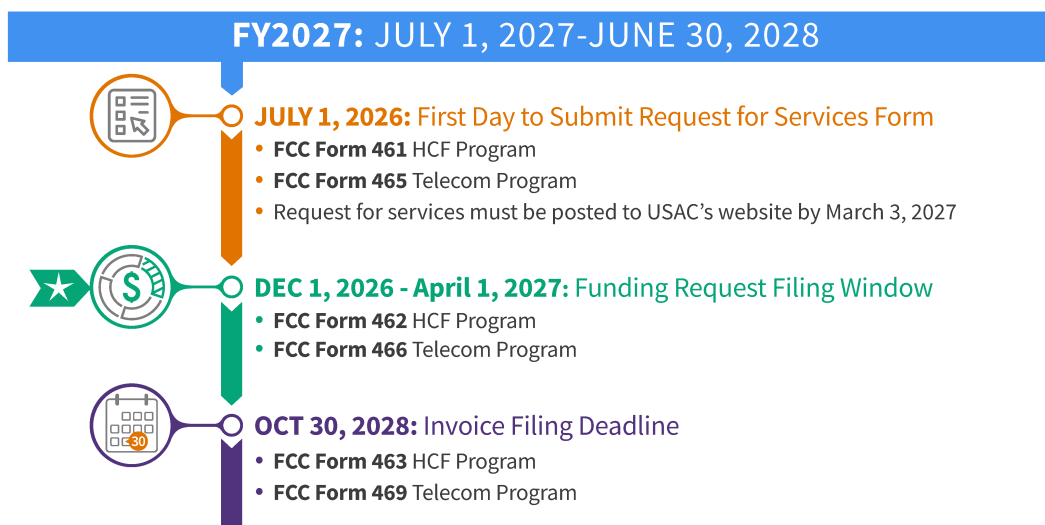 FY2027: JULY 1, 2027-JUNE 30, 2028
JULY 1, 2026: First Day to Submit Request for Services Form
• FCC Form 461 HCF Program
• FCC Form 465 Telecom Program
• Request for services must be posted to USAC’s website by March 3, 2027
$
DEC 1, 2026 - April 1, 2027: Funding Request Filing Window
• FCC Form 462 HCF Program
• FCC Form 466 Telecom Program
30
OCT 30, 2028: Invoice Filing Deadline
• FCC Form 463 HCF Program
• FCC Form 469 Telecom Program